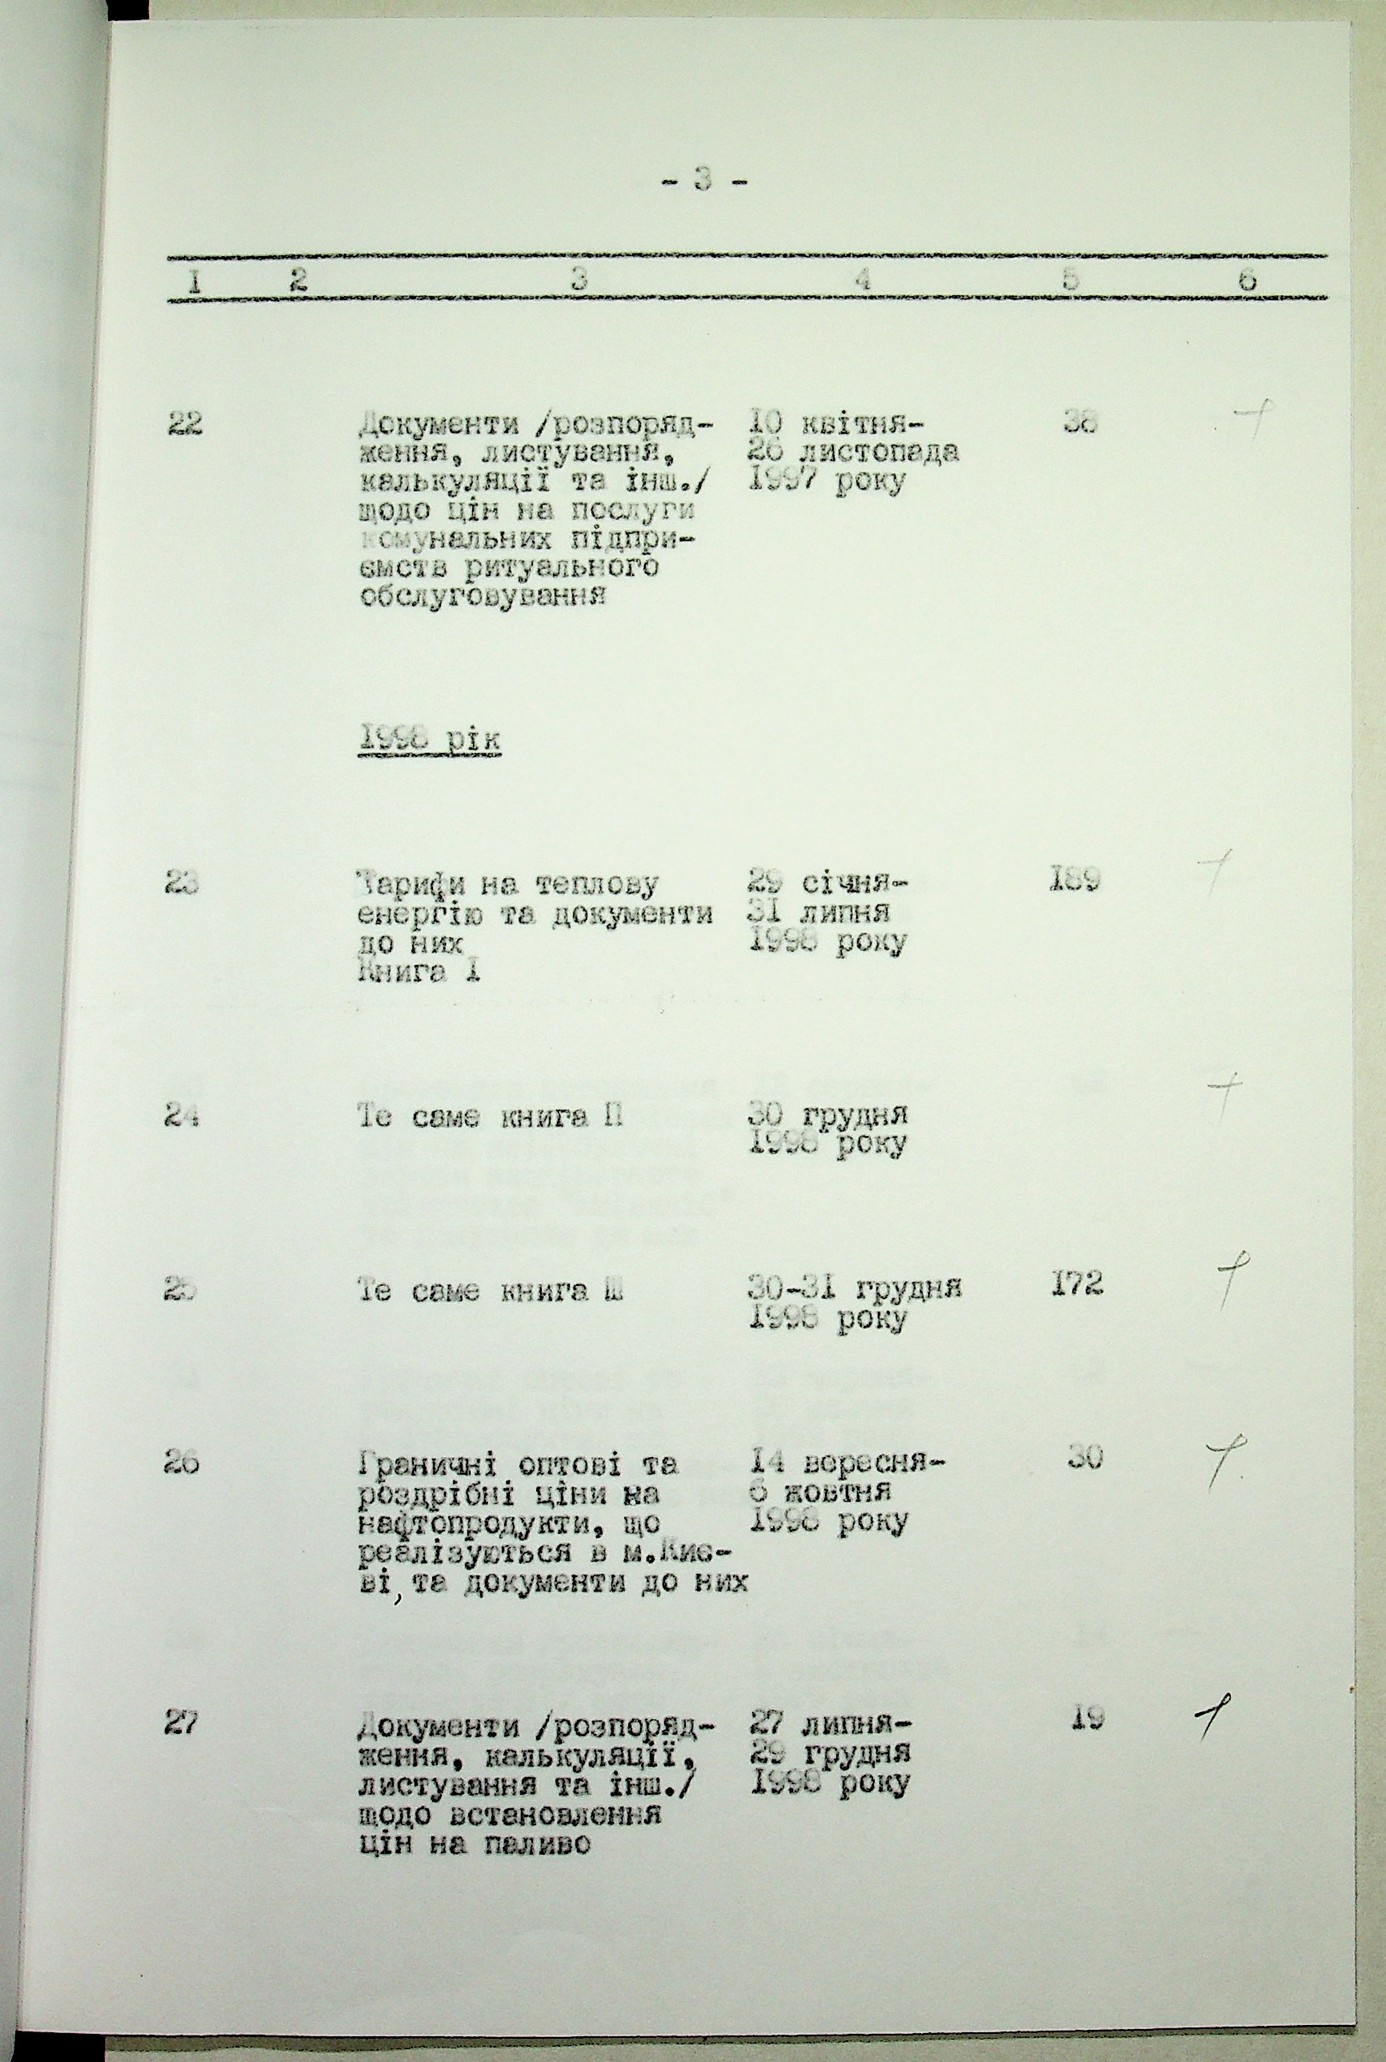 - 3 -
1 2 3 4 5 6
22 Документи /розпоряд- 10 квітня- 38 +
ження, листування, 26 листопада
калькуляції та інш./ 1997 року
щодо цін на послуги
комунальних підпри-
ємств ритуального
обслуговування
1998 рік
23 Тарифи на теплову 29 січня- 189 +
енергію та документи 31 липня
до них 1998 року
Книга I
24 Те саме книга П 30 грудня +
1998 року
25 Те саме книга Ш 30-31 грудня 172 +
1998 року
26 Граничні оптові та 14 вересня- 30 +
роздрібні ціни на 6 жовтня
нафтопродукти, що 1998 року
реалізуються в м.Киє-
ві, та документи до них
27 Документи /розпоряд- 27 липня- 19 +
ження, калькуляції, 29 грудня
листування та інш./ 1998 року
щодо встановлення
цін на паливо